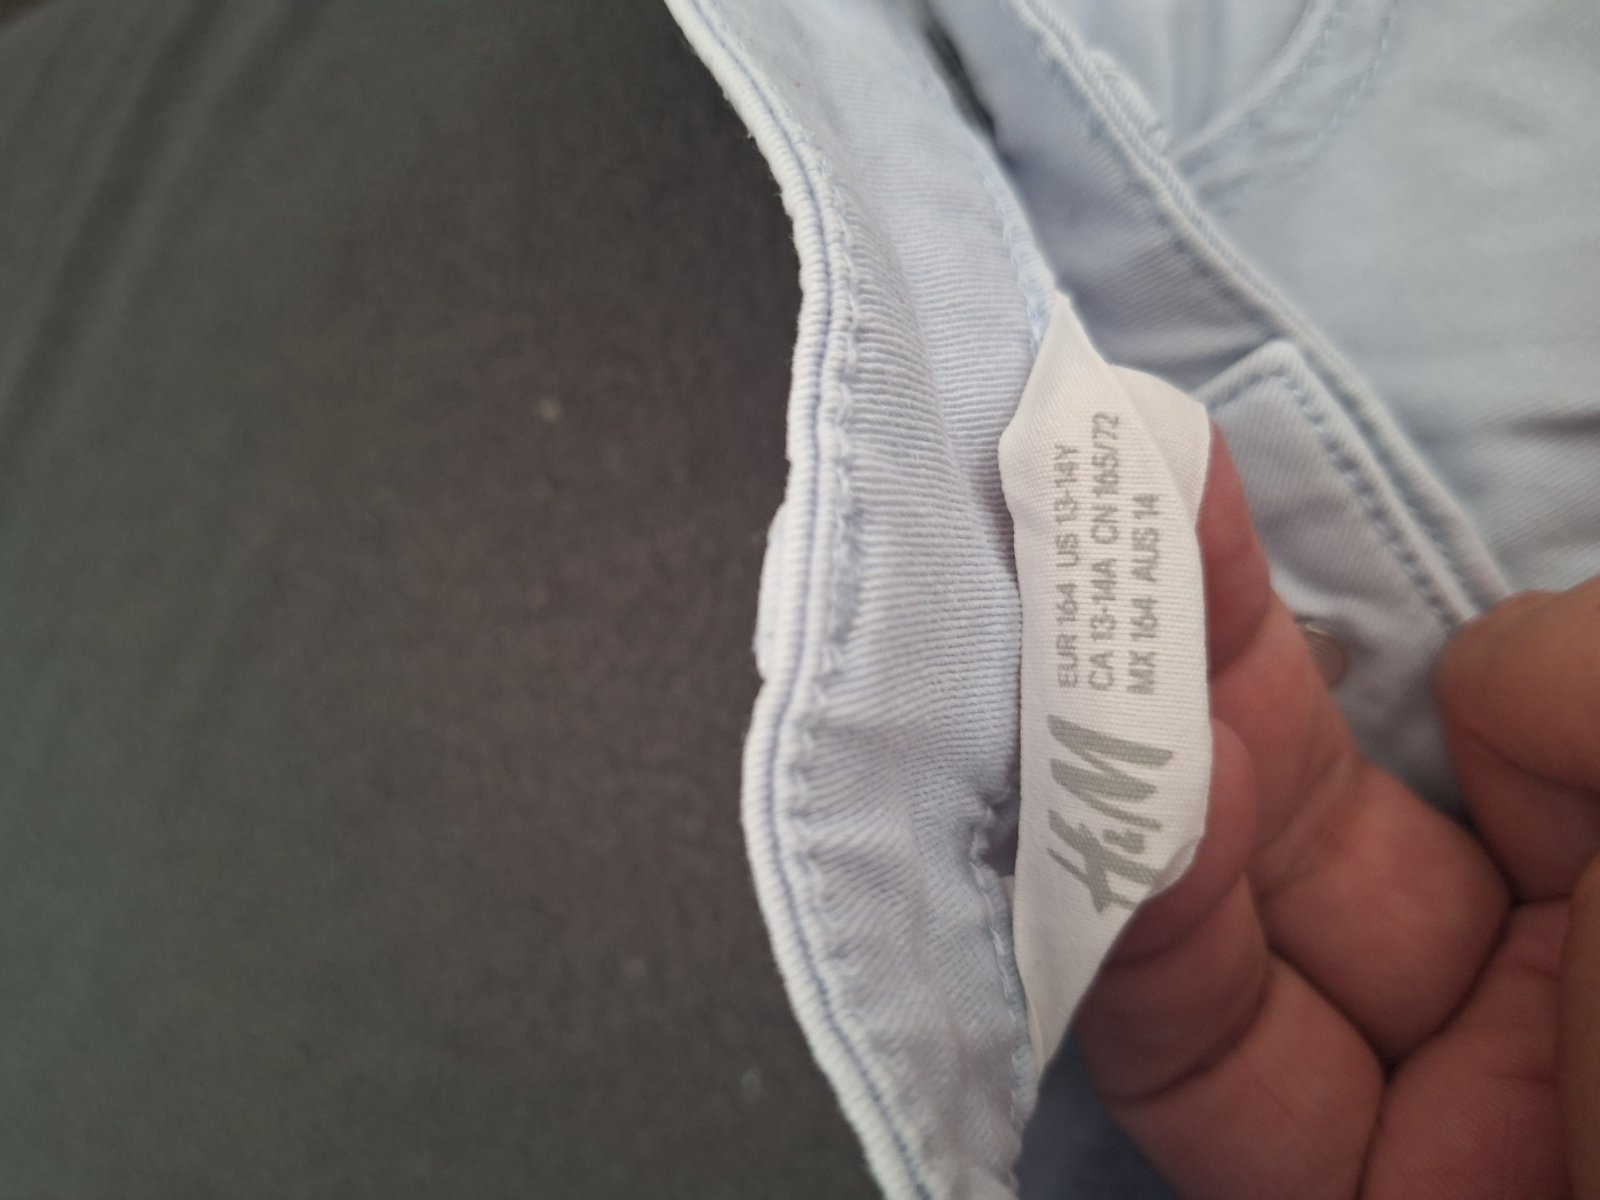 H&M
EUR 164 US 13-14Y
CA 13-14A CN 165/72
MX 164 AUS 14